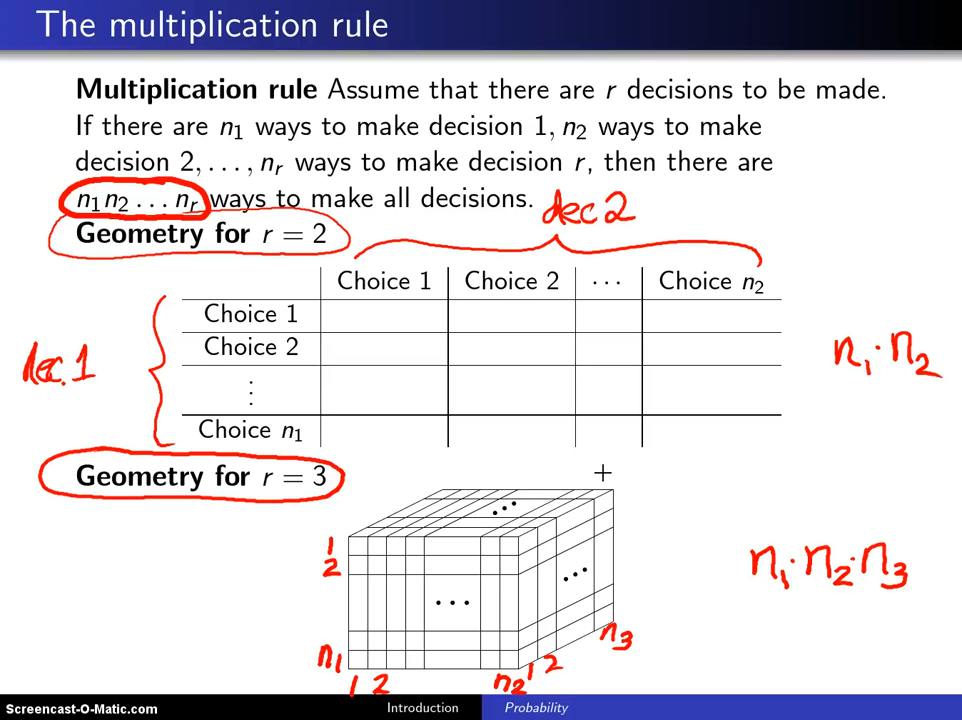 The multiplication rule
Multiplication rule Assume that there are r decisions to be made.
If there are n₁ ways to make decision 1, n₂ ways to make
decision 2, . . . , nᵣ ways to make decision r, then there are
n₁n₂ . . . nᵣ ways to make all decisions.
dec 2
Geometry for r = 2
Choice 1 Choice 2 · · · Choice n₂
Choice 1
Choice 2
dec. 1
n₁ · n₂
⋮
Choice n₁
Geometry for r = 3
+
1
2
· · ·
· · ·
· · ·
n₁ · n₂ · n₃
n₁
n₃
1 2
1 2
n₂
Screencast-O-Matic.com
Introduction
Probability